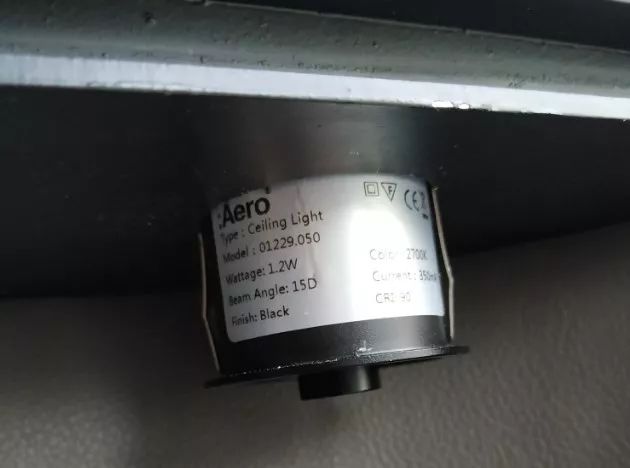 :Aero
Type : Ceiling Light
Model : 01229.050
Wattage: 1.2W
Beam Angle: 15D
Finish: Black
F
CE
Color: 2700K
Current: 350m
CRI: 90